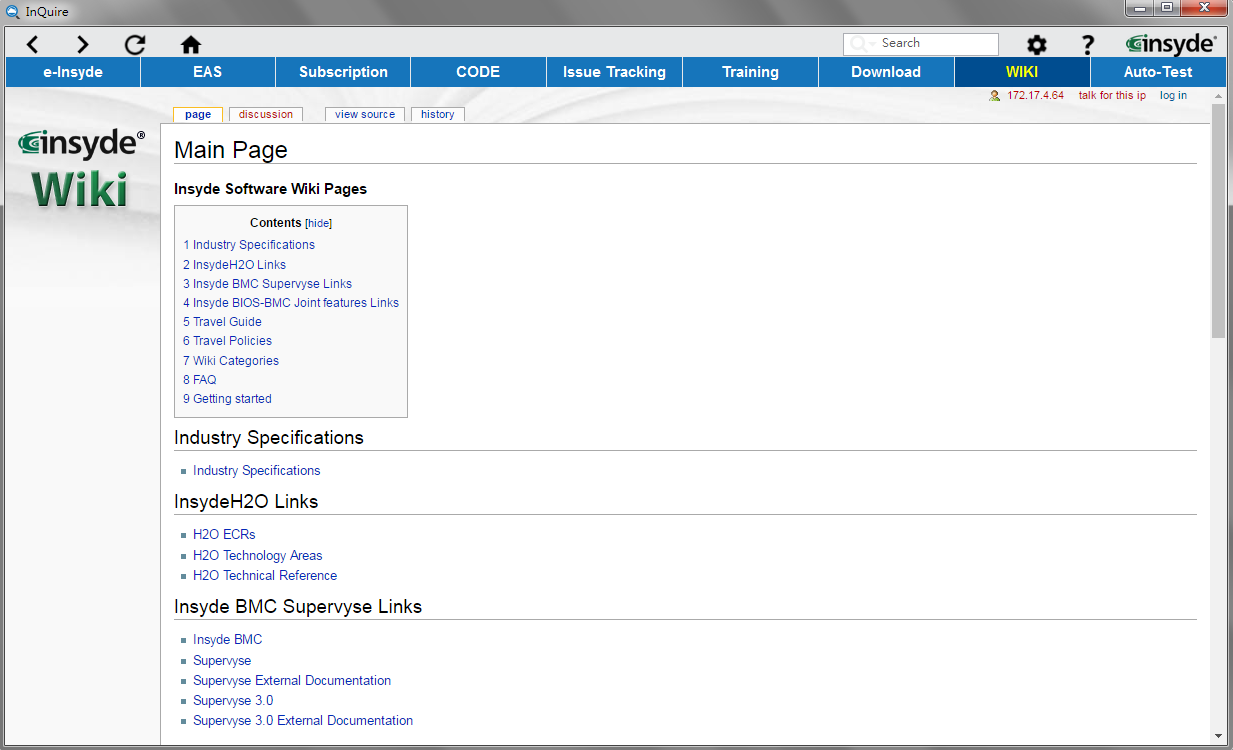 InQuire
Search
insyde®
e-Insyde
EAS
Subscription
CODE
Issue Tracking
Training
Download
WIKI
Auto-Test
172.17.4.64 talk for this ip log in
page
discussion
view source
history
insyde®
Wiki
Main Page
Insyde Software Wiki Pages
Contents [hide]
1 Industry Specifications
2 InsydeH2O Links
3 Insyde BMC Supervyse Links
4 Insyde BIOS-BMC Joint features Links
5 Travel Guide
6 Travel Policies
7 Wiki Categories
8 FAQ
9 Getting started
Industry Specifications
Industry Specifications
InsydeH2O Links
H2O ECRs
H2O Technology Areas
H2O Technical Reference
Insyde BMC Supervyse Links
Insyde BMC
Supervyse
Supervyse External Documentation
Supervyse 3.0
Supervyse 3.0 External Documentation